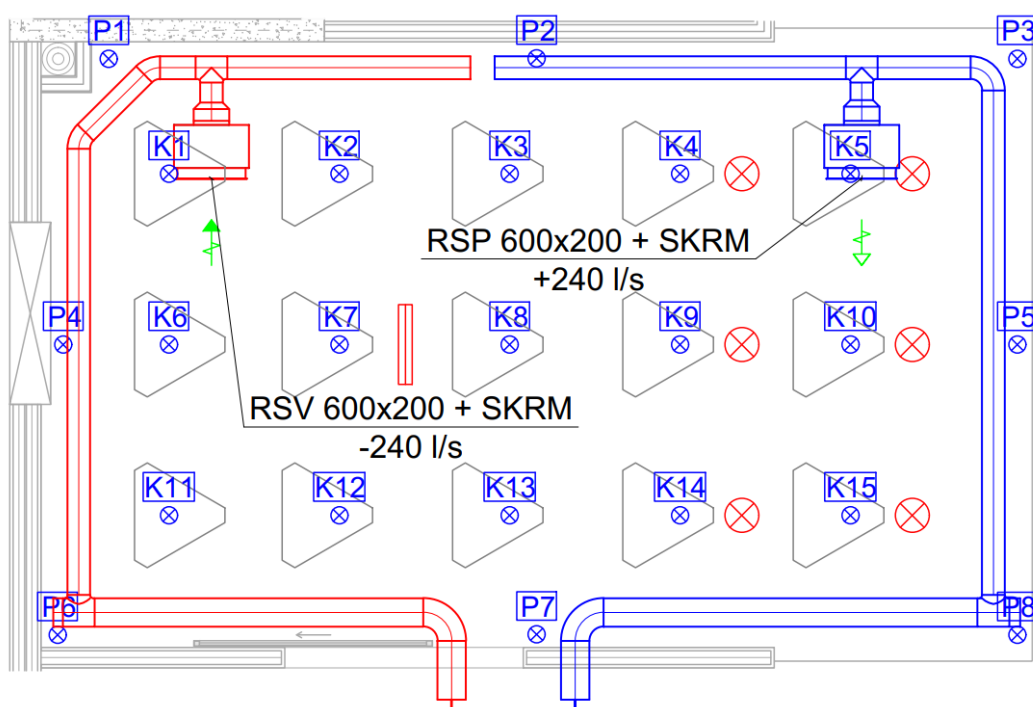 P1
P2
P3
K1
K2
K3
K4
K5
RSP 600x200 + SKRM
+240 l/s
P4
K6
K7
K8
K9
K10
P5
RSV 600x200 + SKRM
-240 l/s
K11
K12
K13
K14
K15
P6
P7
P8